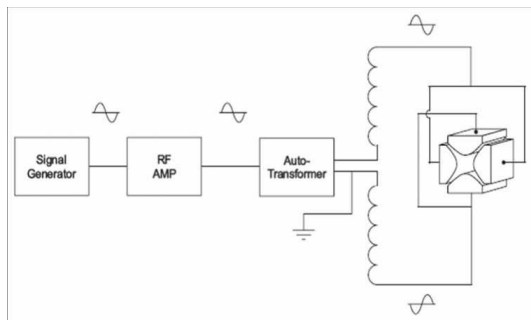 Signal
Generator
RF
AMP
Auto-
Transformer